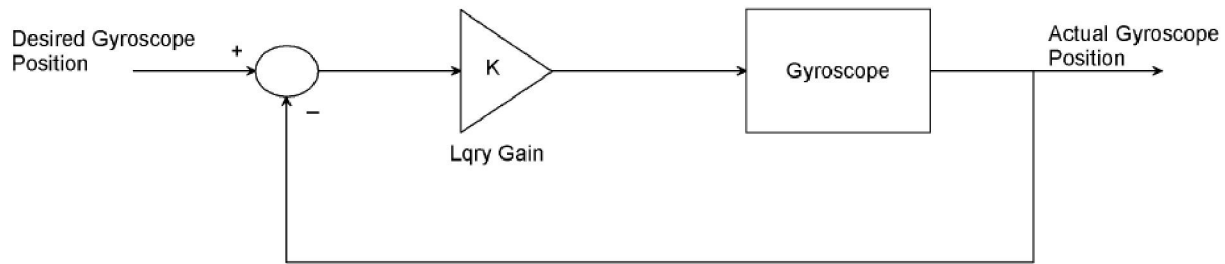 Desired Gyroscope
Position
+
−
K
Lqry Gain
Gyroscope
Actual Gyroscope
Position